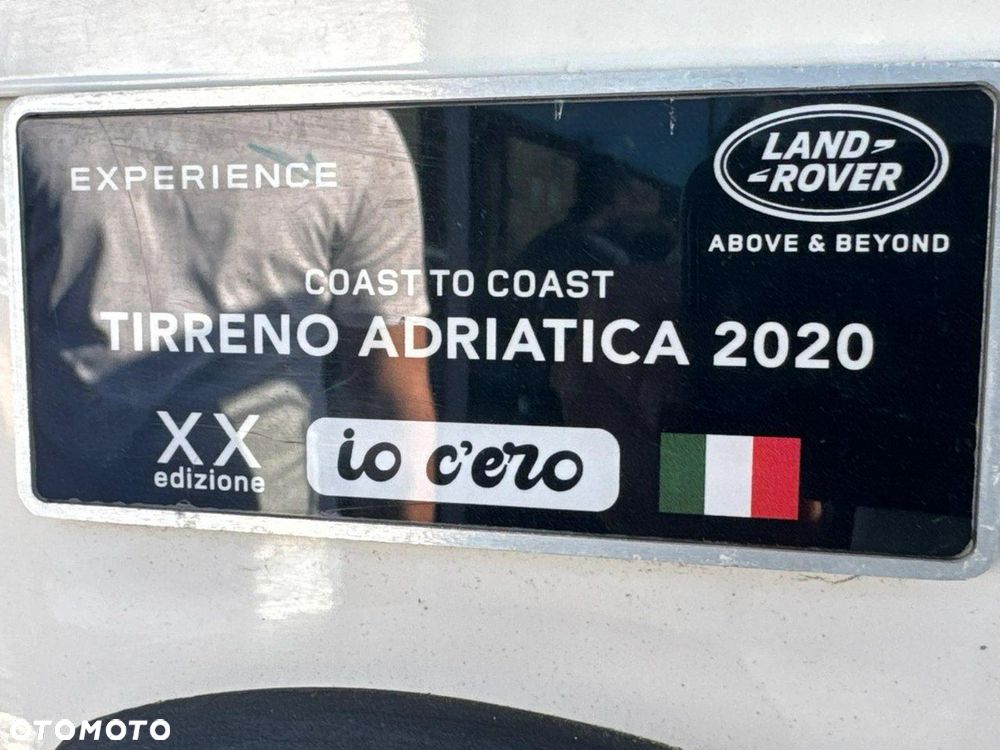 EXPERIENCE
LAND
ROVER
ABOVE & BEYOND
COAST TO COAST
TIRRENO ADRIATICA 2020
XX
edizione
io c'ero
OTOMOTO